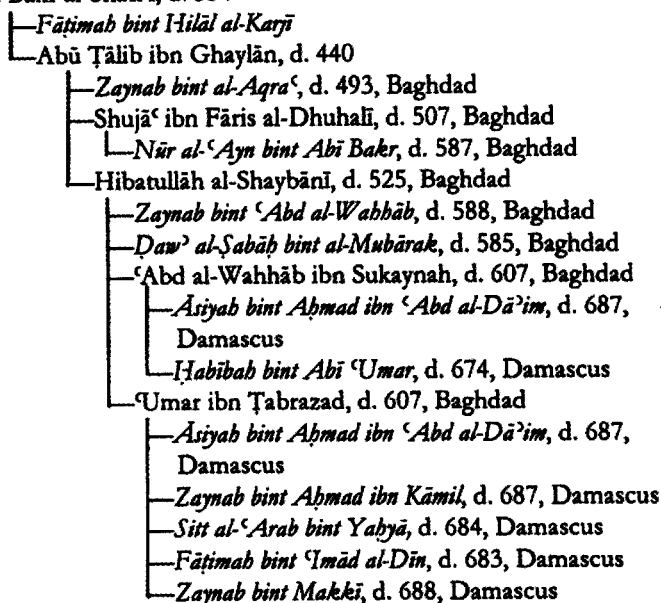 Fāṭimah bint Hilāl al-Karjī
Abū Ṭālib ibn Ghaylān, d. 440
Zaynab bint al-Aqraʿ, d. 493, Baghdad
Shujāʿ ibn Fāris al-Dhuhalī, d. 507, Baghdad
Nūr al-ʿAyn bint Abī Bakr, d. 587, Baghdad
Hibatullāh al-Shaybānī, d. 525, Baghdad
Zaynab bint ʿAbd al-Wahhāb, d. 588, Baghdad
Ḍawʾ al-Ṣabāḥ bint al-Mubārak, d. 585, Baghdad
ʿAbd al-Wahhāb ibn Sukaynah, d. 607, Baghdad
Āsiyah bint Aḥmad ibn ʿAbd al-Dāʾim, d. 687,
Damascus
Ḥabībah bint Abī ʿUmar, d. 674, Damascus
ʿUmar ibn Ṭabrazad, d. 607, Baghdad
Āsiyah bint Aḥmad ibn ʿAbd al-Dāʾim, d. 687,
Damascus
Zaynab bint Aḥmad ibn Kāmil, d. 687, Damascus
Sitt al-ʿArab bint Yaḥyā, d. 684, Damascus
Fāṭimah bint ʿImād al-Dīn, d. 683, Damascus
Zaynab bint Makkī, d. 688, Damascus